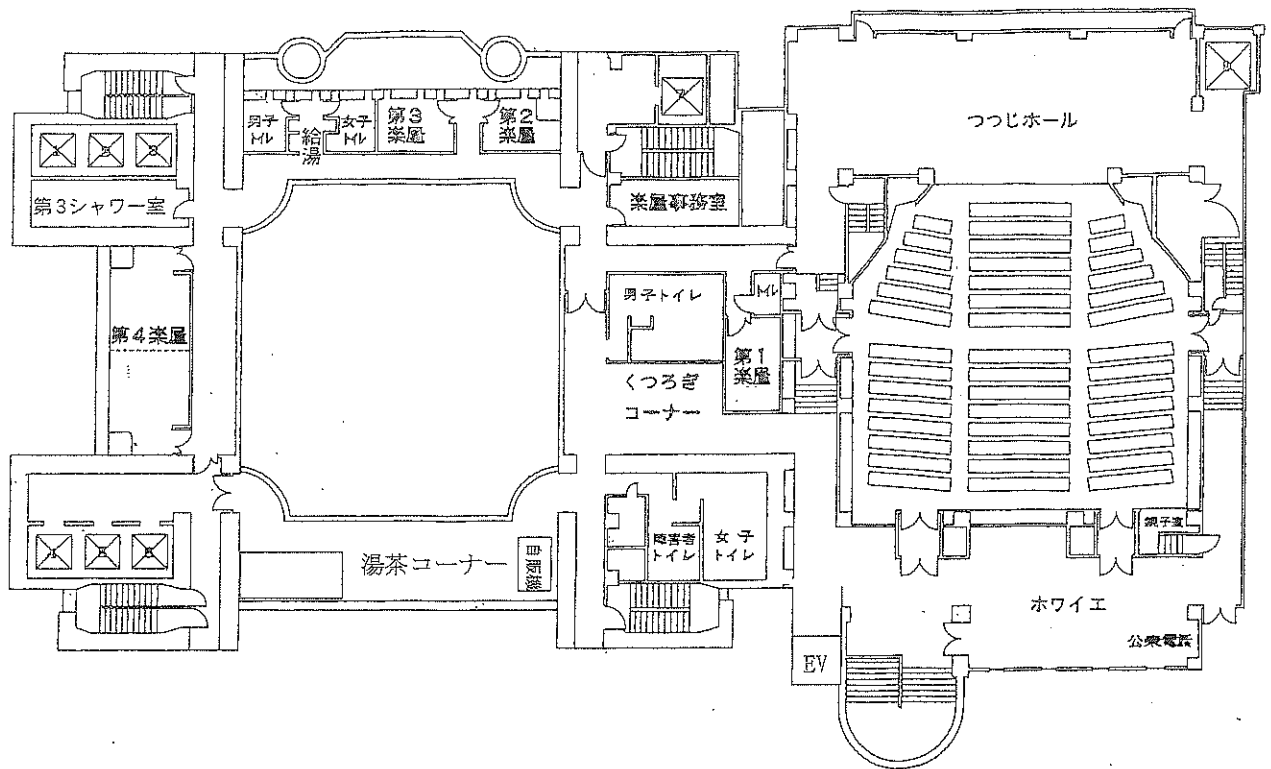 男子
トイレ
給湯
女子
トイレ
第3
楽屋
第2
楽屋
つつじホール
第3シャワー室
楽屋事務室
男子トイレ
トイレ
第4楽屋
第1
楽屋
くつろぎ
コーナー
湯茶コーナー
自販機
障害者
トイレ
女子
トイレ
親子室
ホワイエ
公衆電話
EV